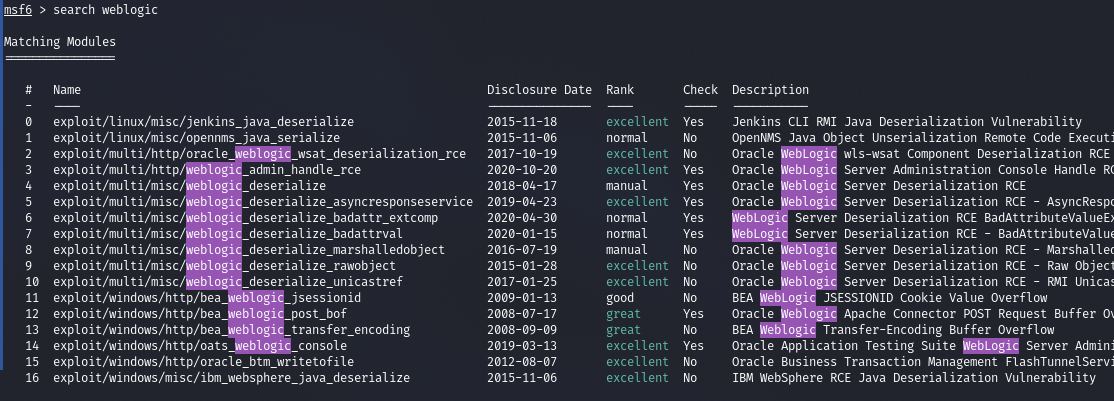 msf6 > search weblogic
Matching Modules
================
# Name Disclosure Date Rank Check Description
- ---- --------------- ---- ----- -----------
0 exploit/linux/misc/jenkins_java_deserialize 2015-11-18 excellent Yes Jenkins CLI RMI Java Deserialization Vulnerability
1 exploit/linux/misc/opennms_java_serialize 2015-11-06 normal No OpenNMS Java Object Unserialization Remote Code Executi
2 exploit/multi/http/oracle_weblogic_wsat_deserialization_rce 2017-10-19 excellent No Oracle WebLogic wls-wsat Component Deserialization RCE
3 exploit/multi/http/weblogic_admin_handle_rce 2020-10-20 excellent Yes Oracle WebLogic Server Administration Console Handle RC
4 exploit/multi/misc/weblogic_deserialize 2018-04-17 manual Yes Oracle Weblogic Server Deserialization RCE
5 exploit/multi/misc/weblogic_deserialize_asyncresponseservice 2019-04-23 excellent Yes Oracle Weblogic Server Deserialization RCE - AsyncRespo
6 exploit/multi/misc/weblogic_deserialize_badattr_extcomp 2020-04-30 normal Yes WebLogic Server Deserialization RCE BadAttributeValueEx
7 exploit/multi/misc/weblogic_deserialize_badattrval 2020-01-15 normal Yes WebLogic Server Deserialization RCE - BadAttributeValu
8 exploit/multi/misc/weblogic_deserialize_marshalledobject 2016-07-19 manual No Oracle Weblogic Server Deserialization RCE - Marshalle
9 exploit/multi/misc/weblogic_deserialize_rawobject 2015-01-28 excellent No Oracle Weblogic Server Deserialization RCE - Raw Object
10 exploit/multi/misc/weblogic_deserialize_unicastref 2017-01-25 excellent No Oracle Weblogic Server Deserialization RCE - RMI Unicas
11 exploit/windows/http/bea_weblogic_jsessionid 2009-01-13 good No BEA WebLogic JSESSIONID Cookie Value Overflow
12 exploit/windows/http/bea_weblogic_post_bof 2008-07-17 great Yes Oracle Weblogic Apache Connector POST Request Buffer Ov
13 exploit/windows/http/bea_weblogic_transfer_encoding 2008-09-09 great No BEA Weblogic Transfer-Encoding Buffer Overflow
14 exploit/windows/http/oats_weblogic_console 2019-03-13 excellent Yes Oracle Application Testing Suite WebLogic Server Admini
15 exploit/windows/http/oracle_btm_writetofile 2012-08-07 excellent No Oracle Business Transaction Management FlashTunnelServi
16 exploit/windows/misc/ibm_websphere_java_deserialize 2015-11-06 excellent No IBM WebSphere RCE Java Deserialization Vulnerability